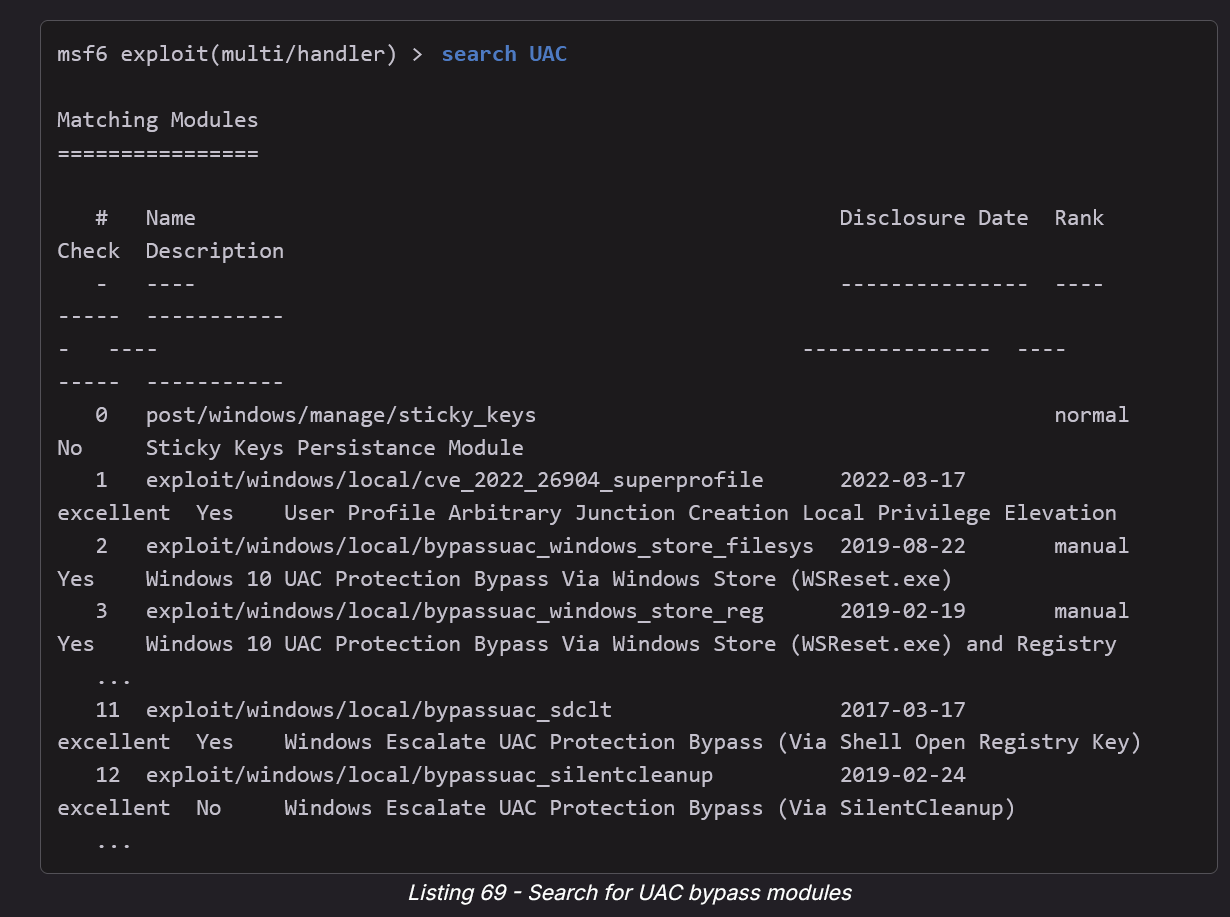 msf6 exploit(multi/handler) > search UAC
Matching Modules
================
#   Name                                                   Disclosure Date  Rank
Check  Description
-   ----                                                   ---------------  ----
-----  -----------
-   ----                                                   ---------------  ----
-----  -----------
0   post/windows/manage/sticky_keys                                         normal
No     Sticky Keys Persistance Module
1   exploit/windows/local/cve_2022_26904_superprofile      2022-03-17
excellent  Yes    User Profile Arbitrary Junction Creation Local Privilege Elevation
2   exploit/windows/local/bypassuac_windows_store_filesys  2019-08-22       manual
Yes    Windows 10 UAC Protection Bypass Via Windows Store (WSReset.exe)
3   exploit/windows/local/bypassuac_windows_store_reg      2019-02-19       manual
Yes    Windows 10 UAC Protection Bypass Via Windows Store (WSReset.exe) and Registry
...
11  exploit/windows/local/bypassuac_sdclt                  2017-03-17
excellent  Yes    Windows Escalate UAC Protection Bypass (Via Shell Open Registry Key)
12  exploit/windows/local/bypassuac_silentcleanup          2019-02-24
excellent  No     Windows Escalate UAC Protection Bypass (Via SilentCleanup)
...
Listing 69 - Search for UAC bypass modules